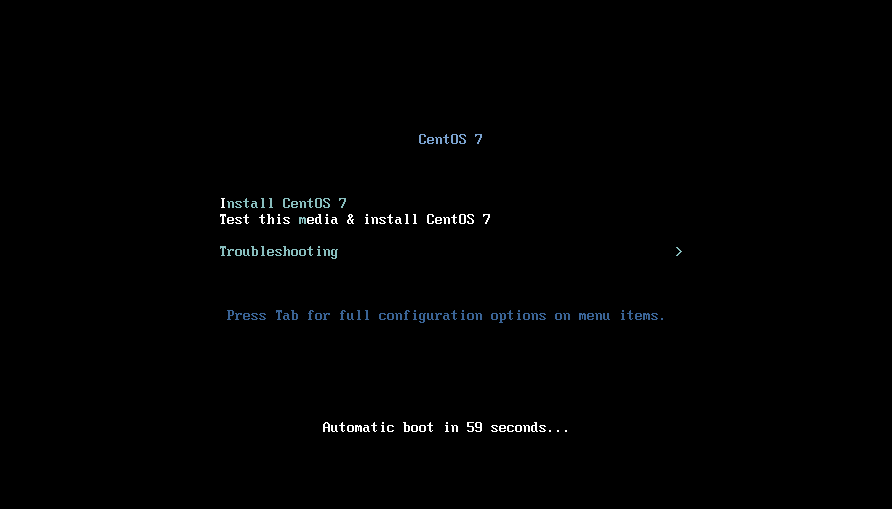 CentOS 7
Install CentOS 7
Test this media & install CentOS 7
Troubleshooting >
Press Tab for full configuration options on menu items.
Automatic boot in 59 seconds...